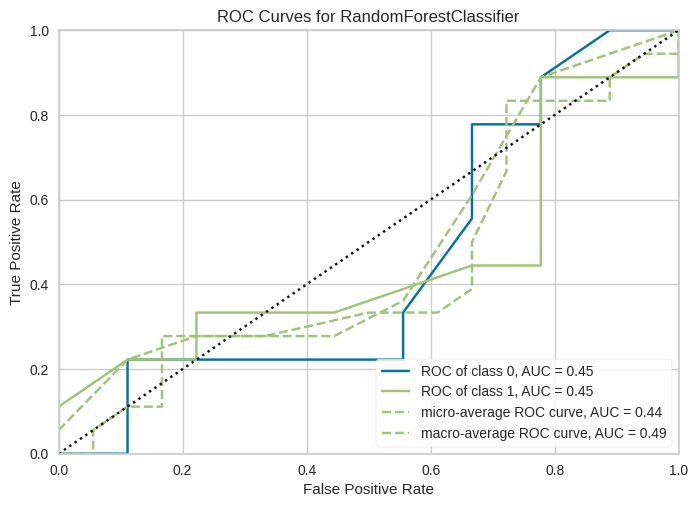 ROC Curves for RandomForestClassifier
True Positive Rate
1.0
0.8
0.6
0.4
0.2
0.0
ROC of class 0, AUC = 0.45
ROC of class 1, AUC = 0.45
micro-average ROC curve, AUC = 0.44
macro-average ROC curve, AUC = 0.49
0.0 0.2 0.4 0.6 0.8 1.0
False Positive Rate